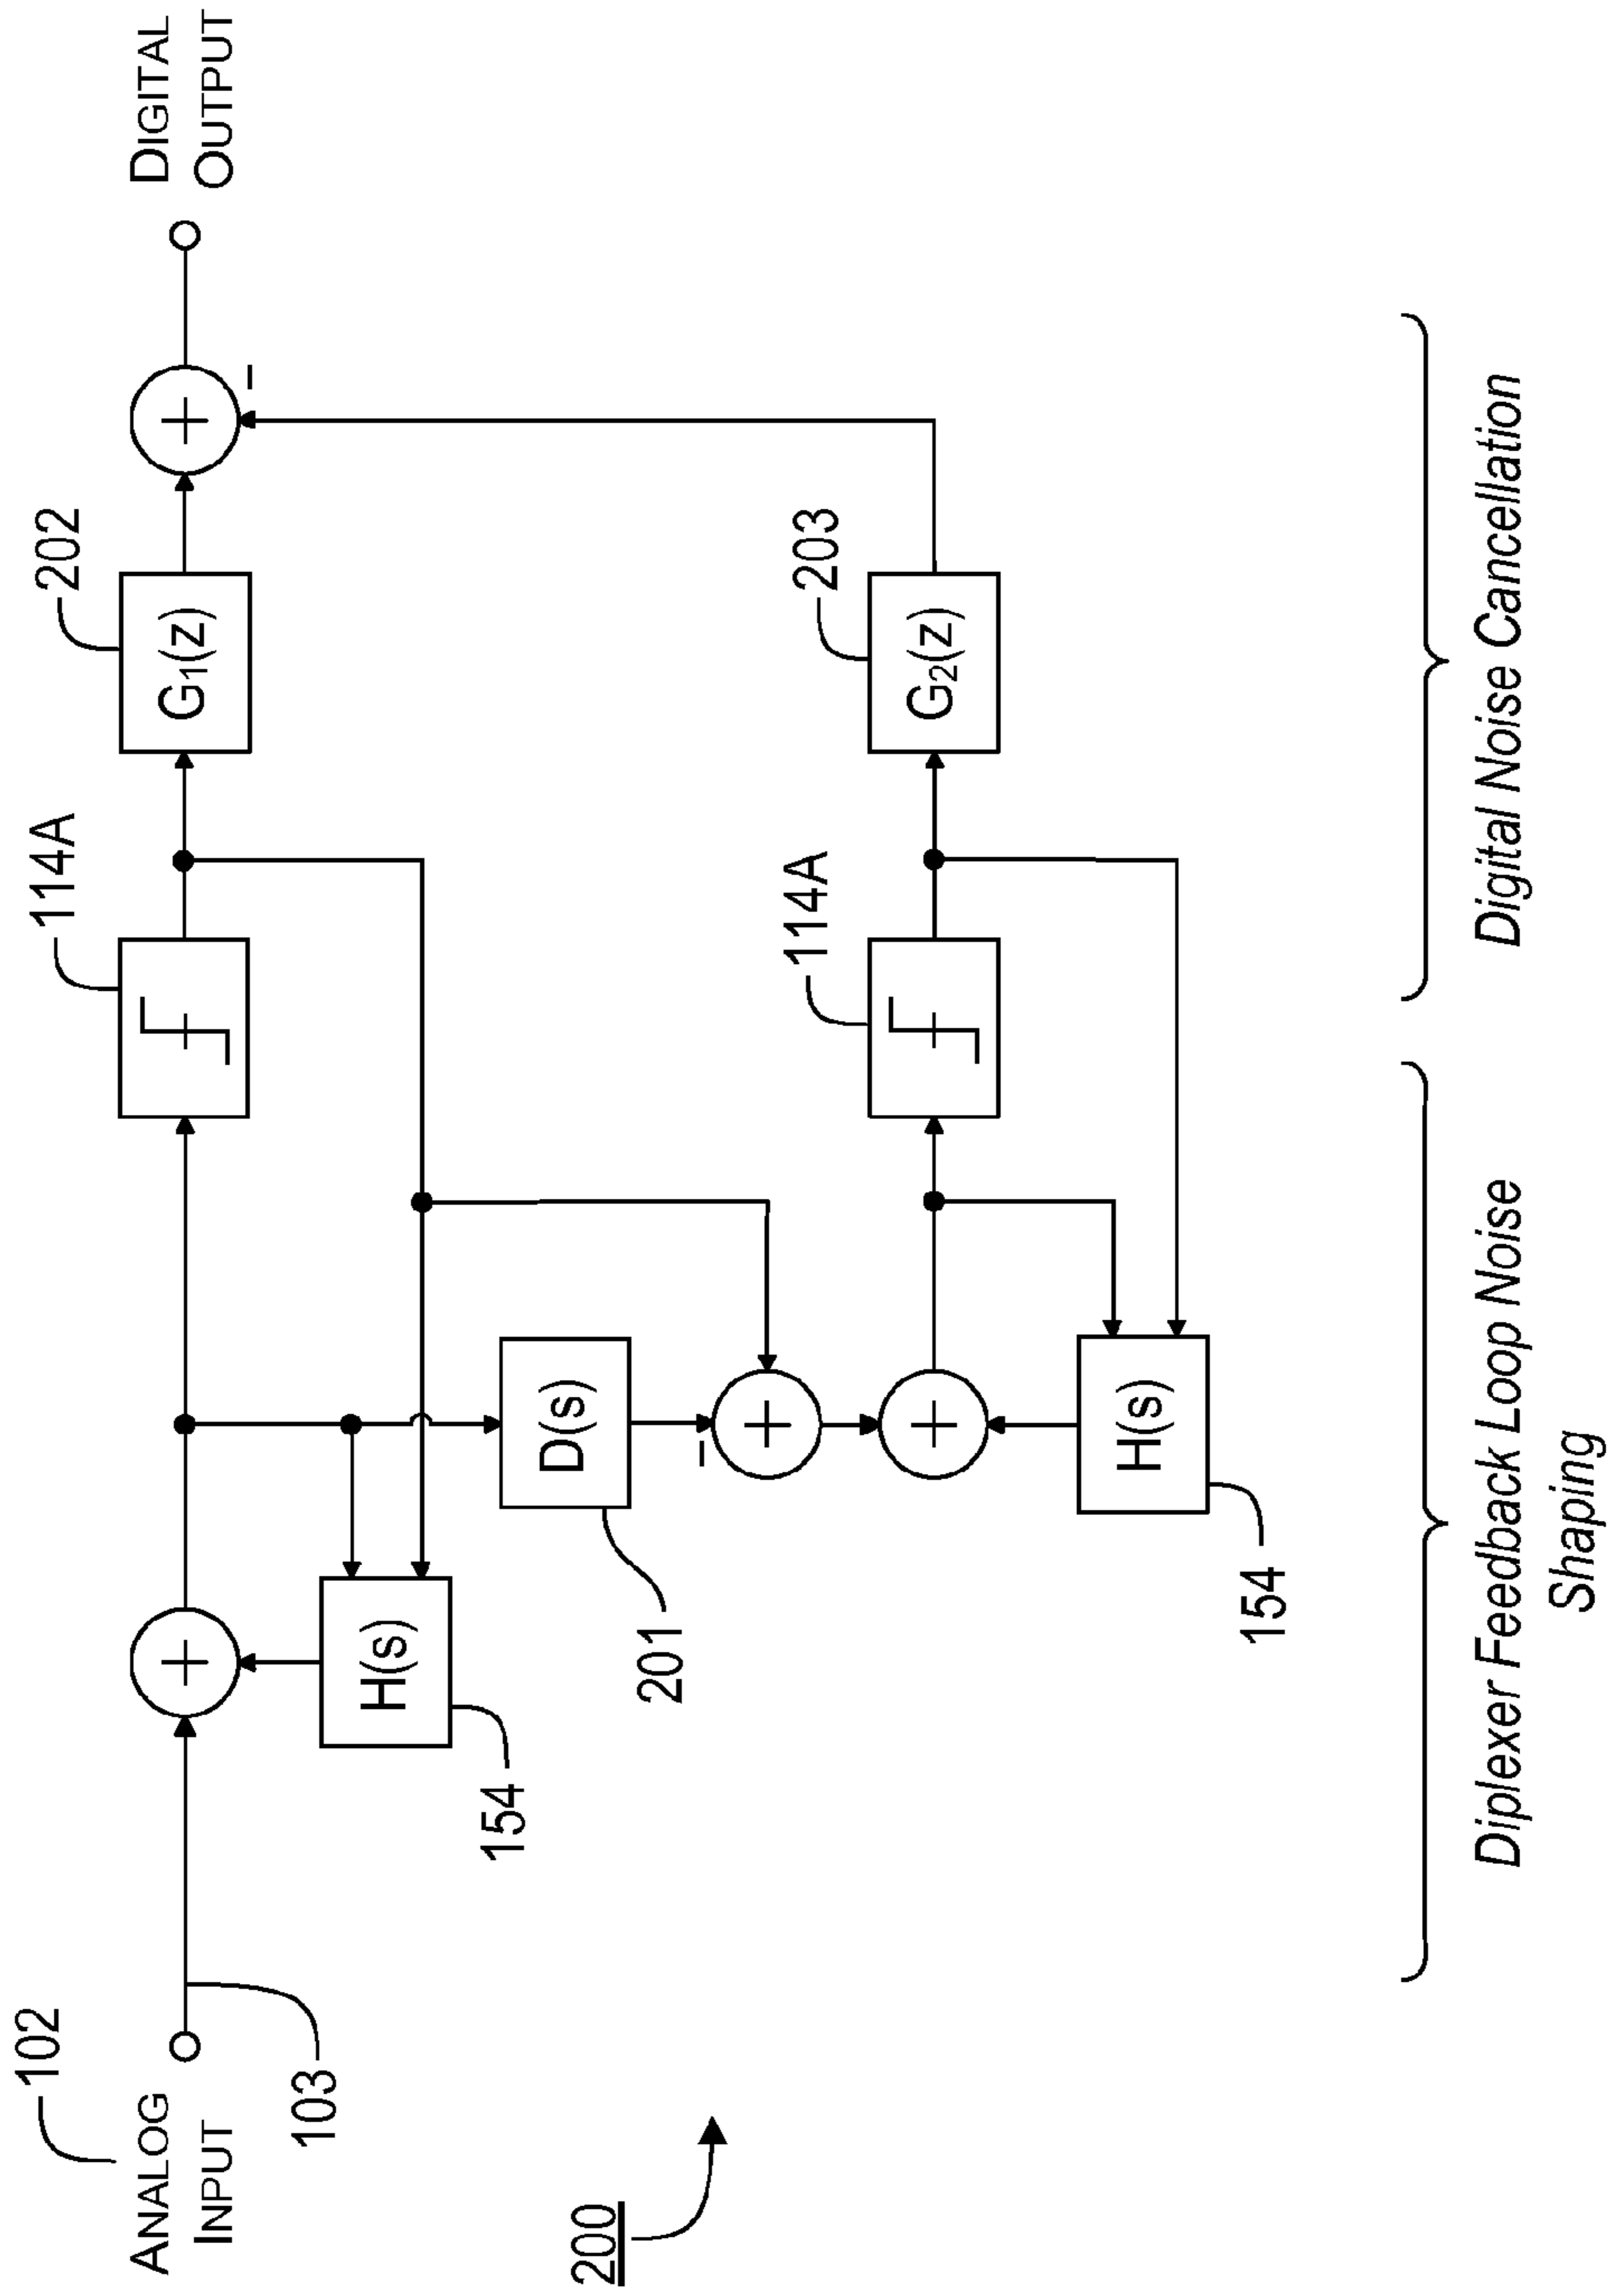 102
ANALOG
INPUT
103
154
H(s)
114A
202
G1(z)
DIGITAL
OUTPUT
–
201
D(s)
–
154
H(s)
114A
203
G2(z)
200
Diplexer Feedback Loop Noise
Shaping
Digital Noise Cancellation